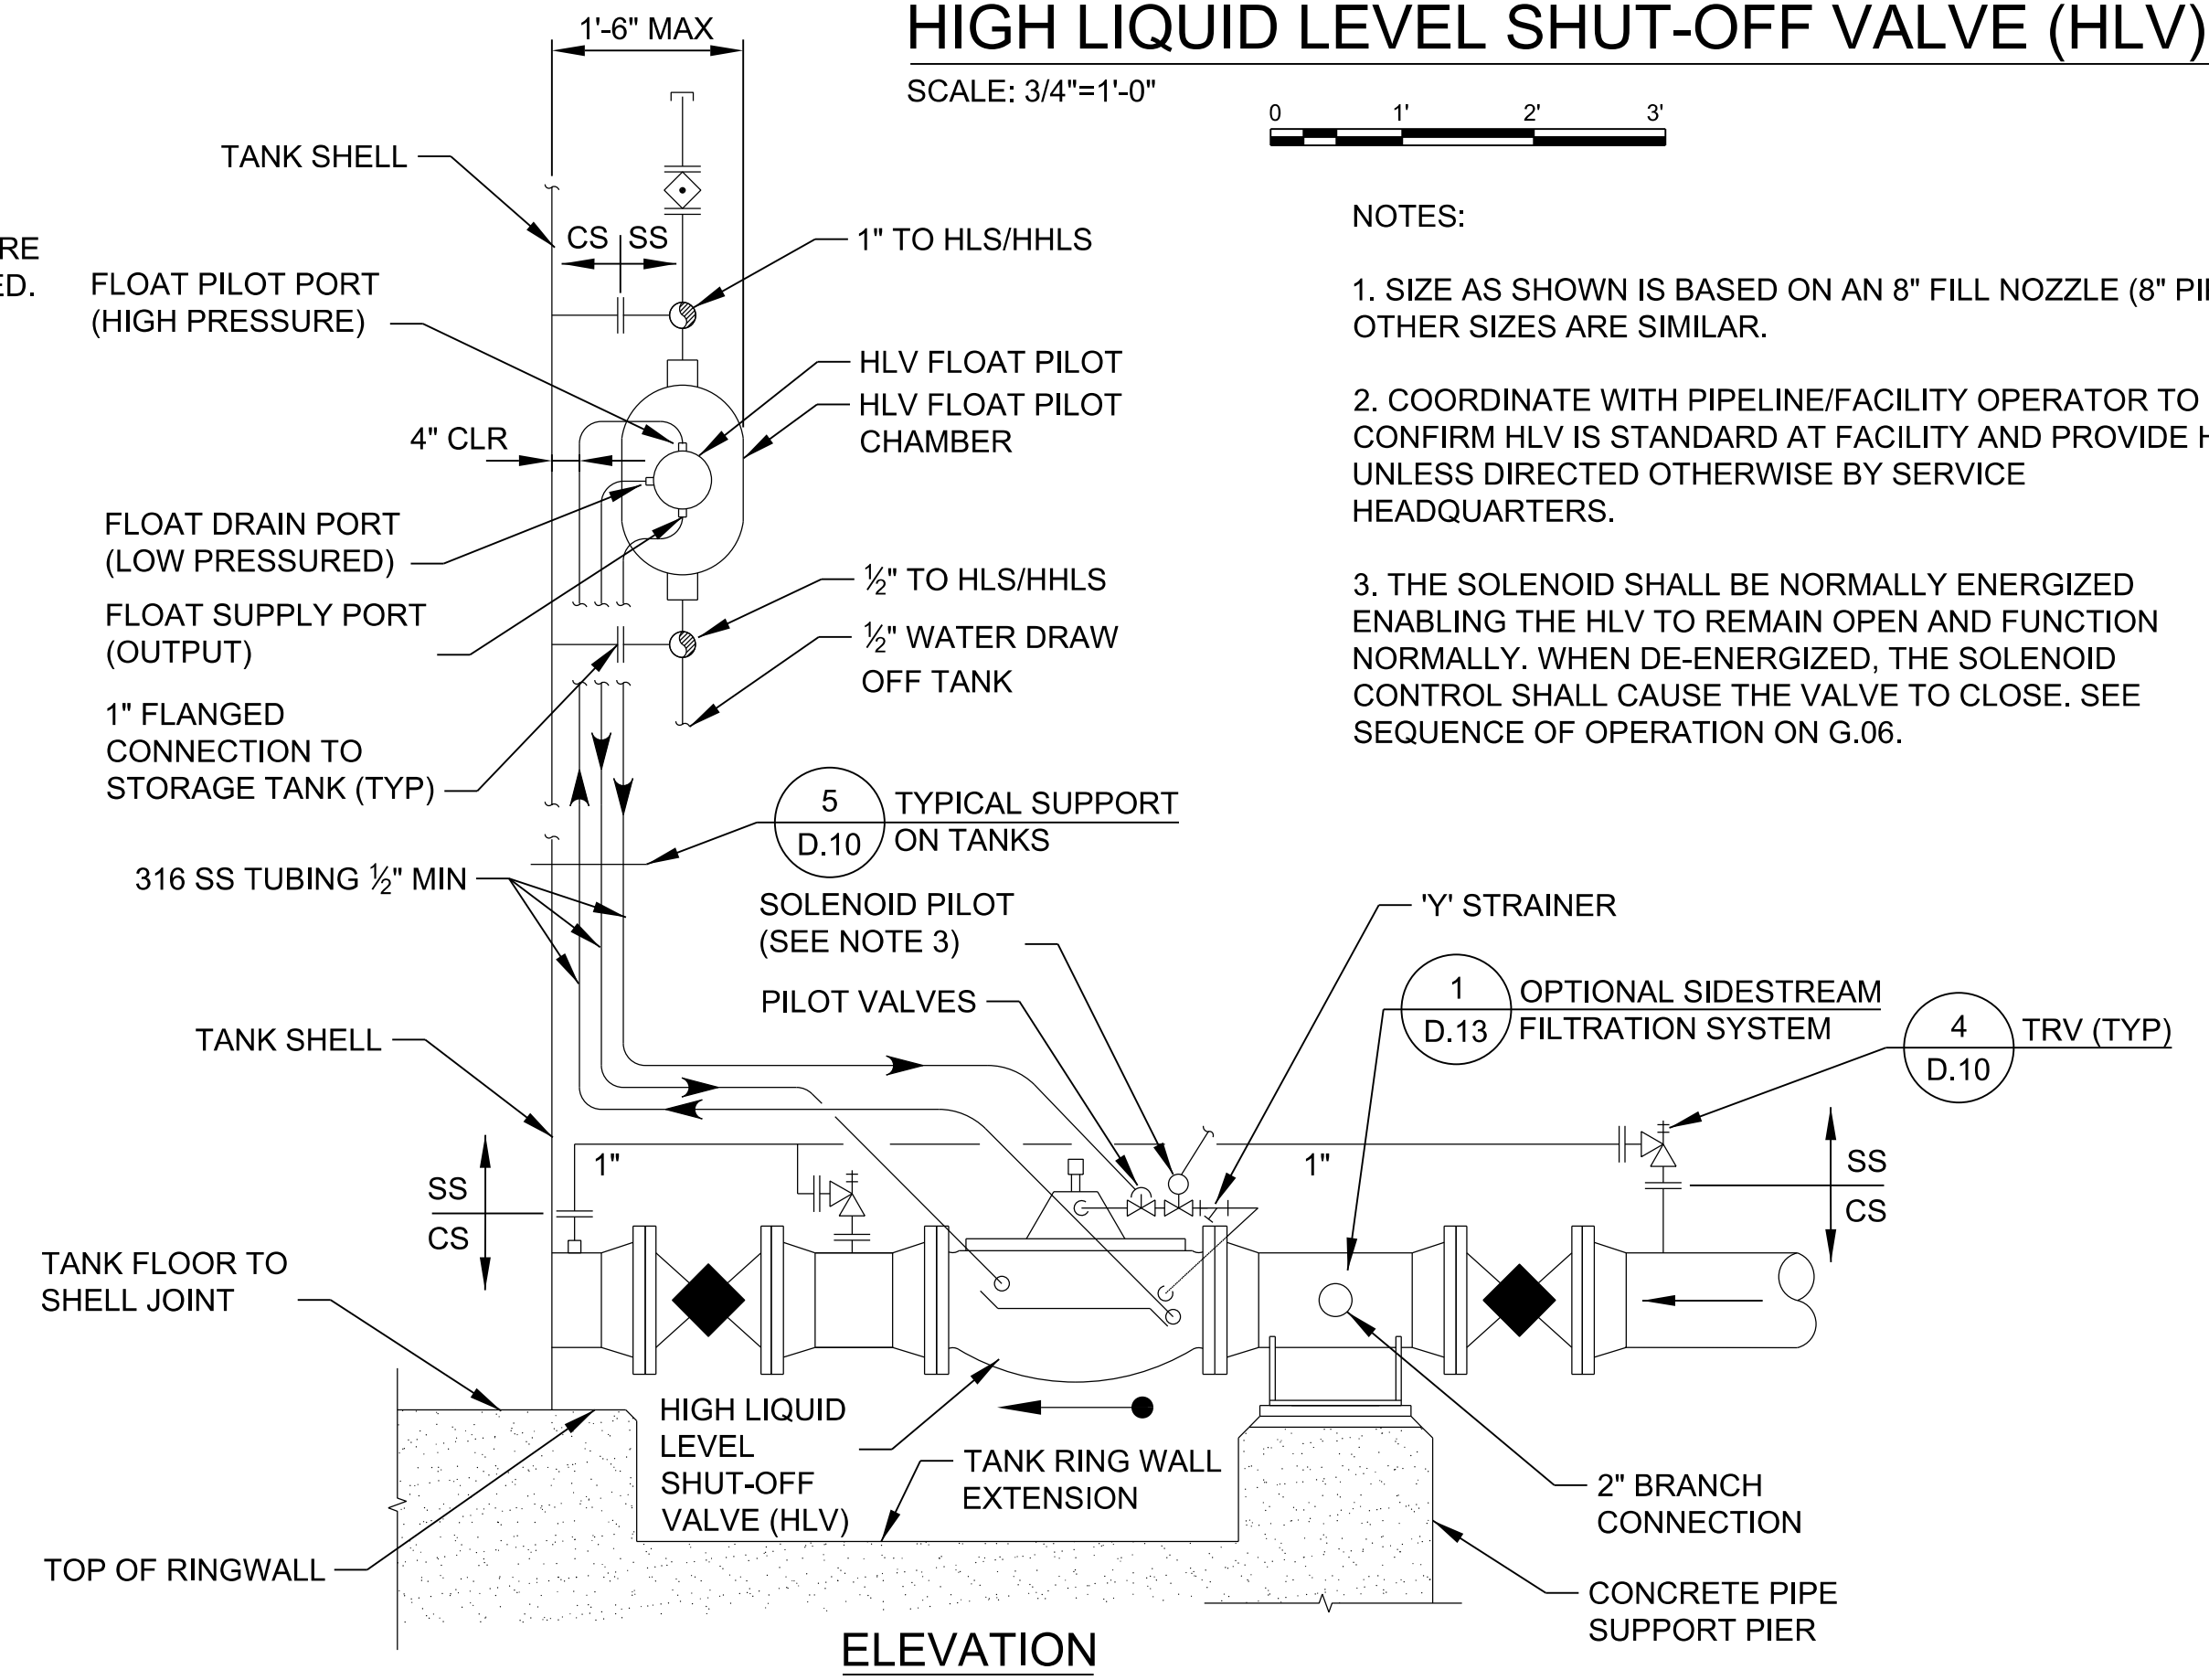 HIGH LIQUID LEVEL SHUT-OFF VALVE (HLV)
SCALE: 3/4"=1'-0"
0 1' 2' 3'
1'-6" MAX
TANK SHELL
CS SS
1" TO HLS/HHLS
RE
ED.
FLOAT PILOT PORT
(HIGH PRESSURE)
HLV FLOAT PILOT
HLV FLOAT PILOT
CHAMBER
4" CLR
FLOAT DRAIN PORT
(LOW PRESSURED)
FLOAT SUPPLY PORT
(OUTPUT)
½" TO HLS/HHLS
½" WATER DRAW
OFF TANK
1" FLANGED
CONNECTION TO
STORAGE TANK (TYP)
NOTES:
1. SIZE AS SHOWN IS BASED ON AN 8" FILL NOZZLE (8" PI
OTHER SIZES ARE SIMILAR.
2. COORDINATE WITH PIPELINE/FACILITY OPERATOR TO
CONFIRM HLV IS STANDARD AT FACILITY AND PROVIDE H
UNLESS DIRECTED OTHERWISE BY SERVICE
HEADQUARTERS.
3. THE SOLENOID SHALL BE NORMALLY ENERGIZED
ENABLING THE HLV TO REMAIN OPEN AND FUNCTION
NORMALLY. WHEN DE-ENERGIZED, THE SOLENOID
CONTROL SHALL CAUSE THE VALVE TO CLOSE. SEE
SEQUENCE OF OPERATION ON G.06.
5
D.10
TYPICAL SUPPORT
ON TANKS
316 SS TUBING ½" MIN
SOLENOID PILOT
(SEE NOTE 3)
'Y' STRAINER
PILOT VALVES
1
D.13
OPTIONAL SIDESTREAM
FILTRATION SYSTEM
4
D.10
TRV (TYP)
TANK SHELL
1"
1"
SS
CS
SS
CS
TANK FLOOR TO
SHELL JOINT
HIGH LIQUID
LEVEL
SHUT-OFF
VALVE (HLV)
TANK RING WALL
EXTENSION
2" BRANCH
CONNECTION
TOP OF RINGWALL
CONCRETE PIPE
SUPPORT PIER
ELEVATION